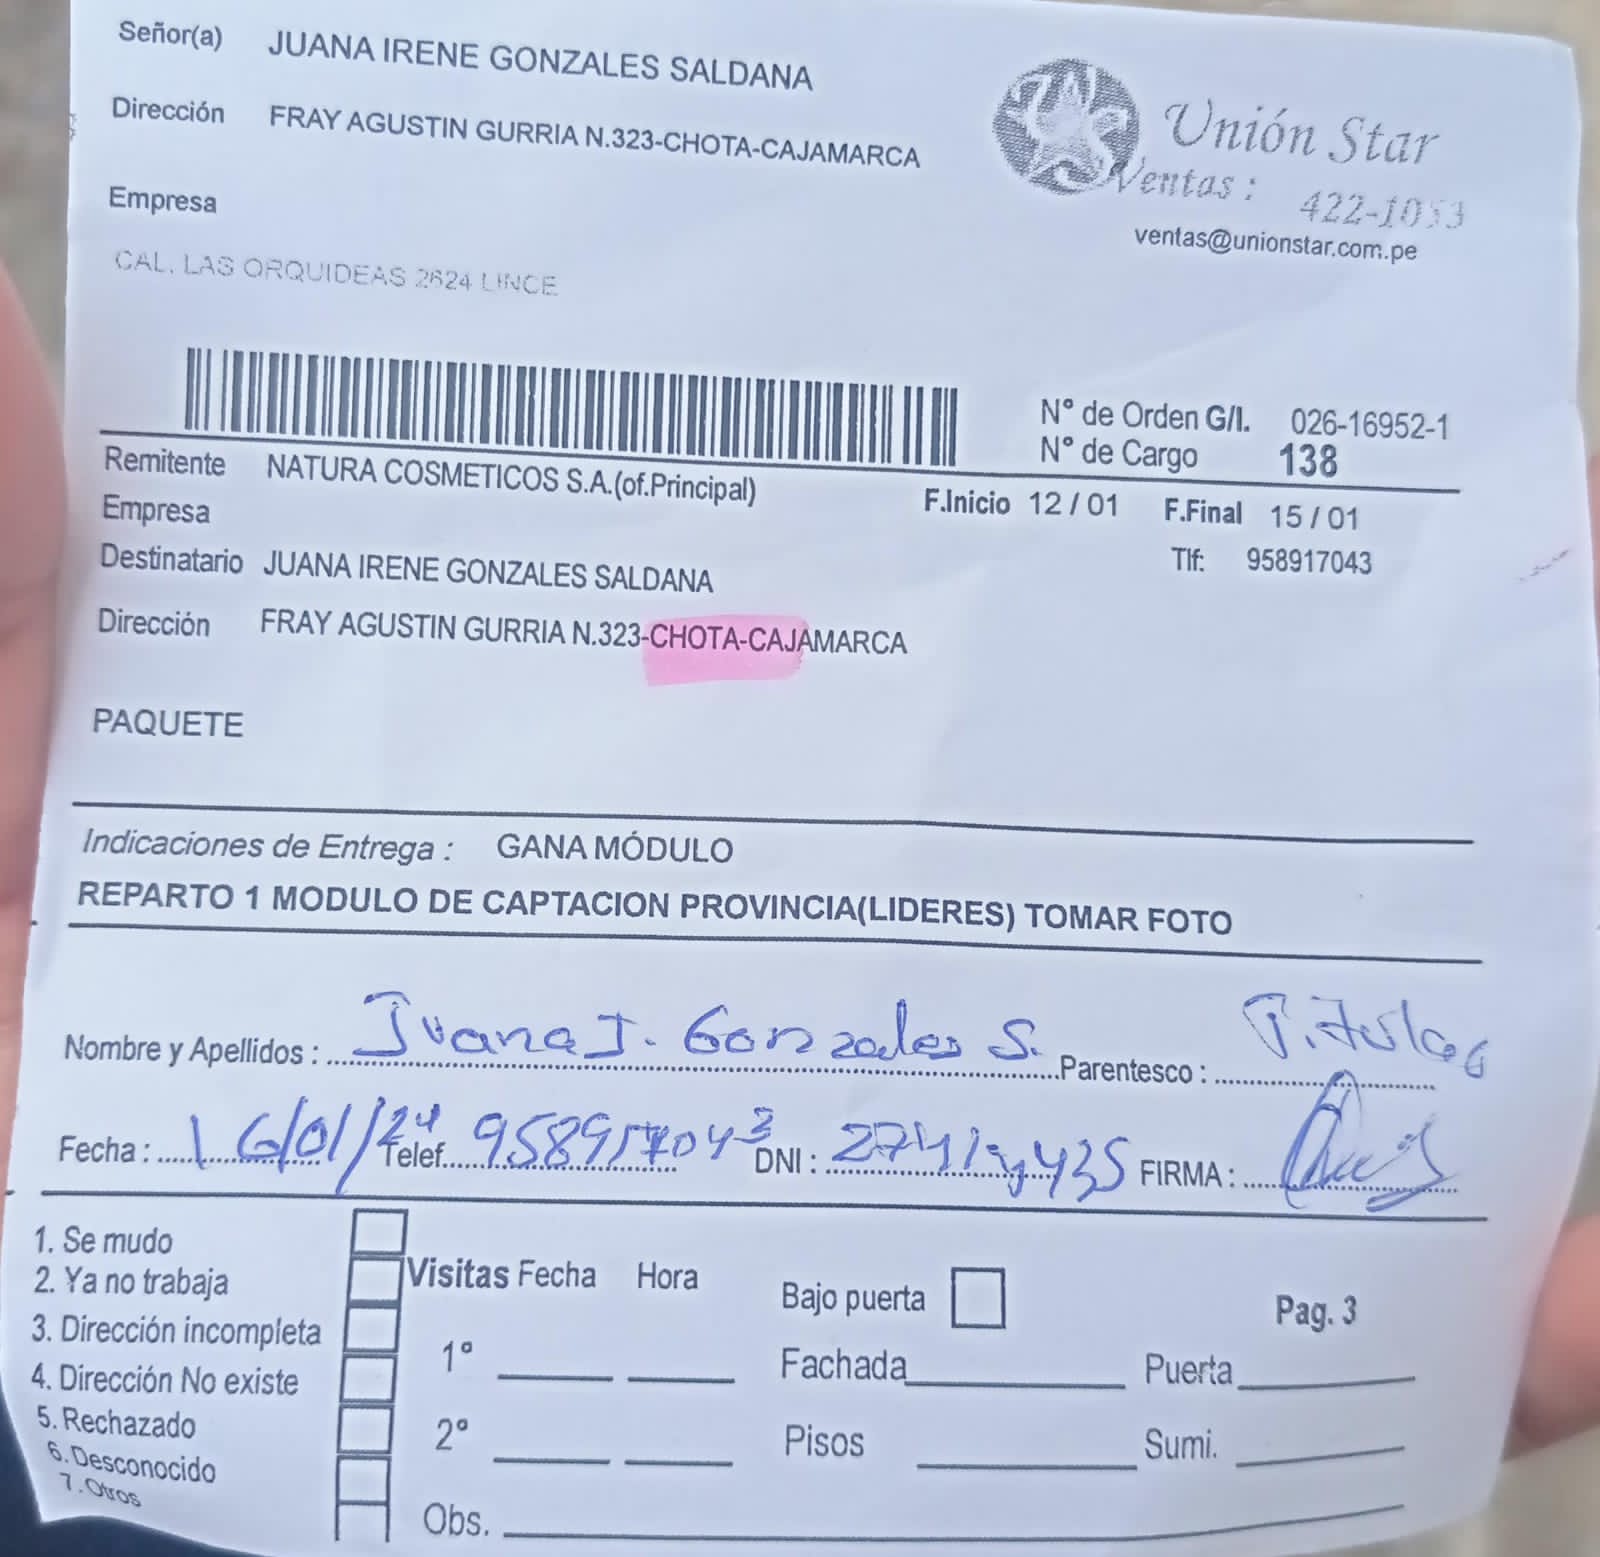 Señor(a) JUANA IRENE GONZALES SALDANA
Dirección FRAY AGUSTIN GURRIA N.323-CHOTA-CAJAMARCA
Unión Star
Ventas : 422-1053
ventas@unionstar.com.pe
Empresa
CAL. LAS ORQUIDEAS 2624 LINCE
N° de Orden G/I. 026-16952-1
N° de Cargo 138
Remitente NATURA COSMETICOS S.A.(of.Principal)
F.Inicio 12 / 01 F.Final 15 / 01
Empresa
Tlf: 958917043
Destinatario JUANA IRENE GONZALES SALDANA
Dirección FRAY AGUSTIN GURRIA N.323-CHOTA-CAJAMARCA
PAQUETE
Indicaciones de Entrega : GANA MÓDULO
REPARTO 1 MODULO DE CAPTACION PROVINCIA(LIDERES) TOMAR FOTO
Nombre y Apellidos : Juana I. Gonzales S. Parentesco :
Fecha : 16/01/24 Telef. 958917043 DNI : FIRMA :
1. Se mudo
2. Ya no trabaja
3. Dirección incompleta
4. Dirección No existe
5. Rechazado
6. Desconocido
7. Otros
Visitas Fecha Hora
1°
2°
Obs.
Bajo puerta
Fachada
Pisos
Pag. 3
Puerta
Sumi.